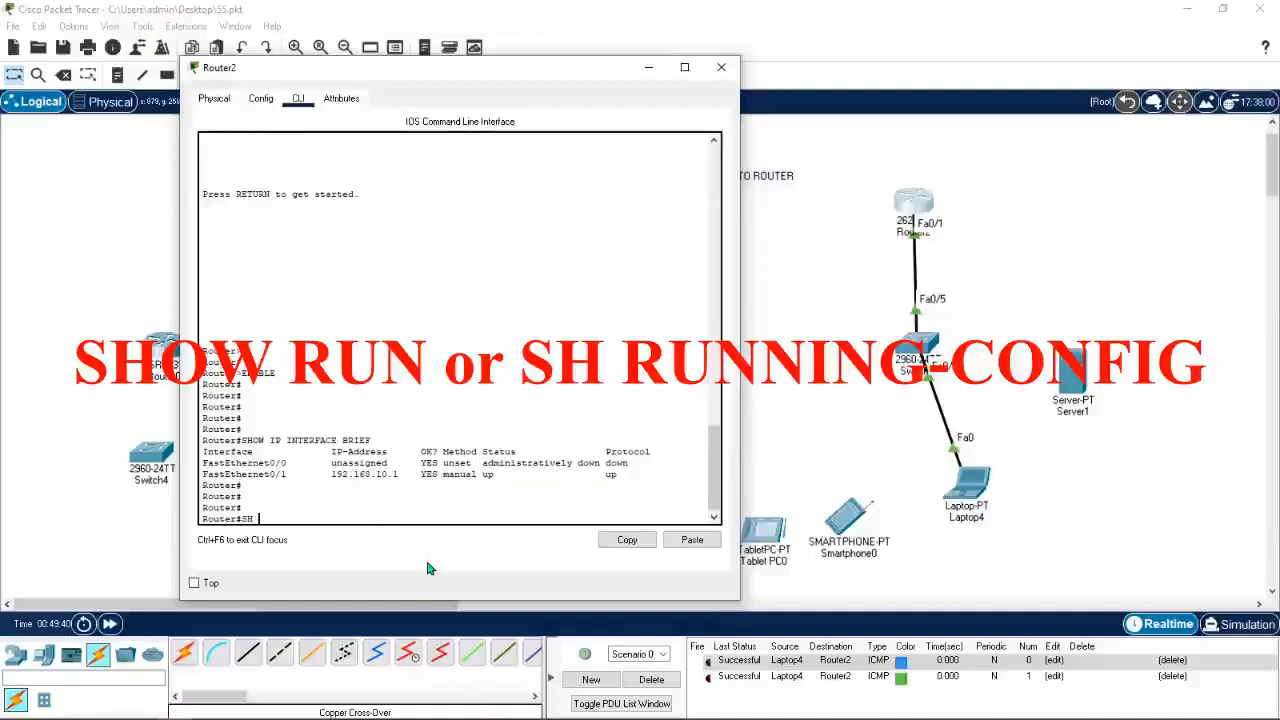 Cisco Packet Tracer - C:\Users\admin\Desktop\55.pkt
File Edit Options View Tools Extensions Window Help
Logical
Physical
(Root)
17:38:00
Router2
Physical Config CLI Attributes
IOS Command Line Interface
Press RETURN to get started.
ENABLE
Router#
Router#
Router#
Router#
Router#
Router#SHOW IP INTERFACE BRIEF
Interface IP-Address OK? Method Status Protocol
FastEthernet0/0 unassigned YES unset administratively down down
FastEthernet0/1 192.168.10.1 YES manual up up
Router#
Router#
Router#
Router#SH
Ctrl+F6 to exit CLI focus
Copy Paste
Top
SHOW RUN or SH RUNNING-CONFIG
TO ROUTER
Fa0/1
Fa0/5
Fa0
Laptop-PT
Laptop4
Server-PT
Server1
2960-24TT
Switch4
TabletPC-PT
Tablet PC0
SMARTPHONE-PT
Smartphone0
Time: 00:49:40
Realtime Simulation
Copper Cross-Over
Scenario 0
New Delete
Toggle PDU List Window
Fire Last Status Source Destination Type Color Time(sec) Periodic Num Edit Delete
Successful Laptop4 Router2 ICMP 0.000 N 0 (edit) (delete)
Successful Laptop4 Router2 ICMP 0.000 N 1 (edit) (delete)